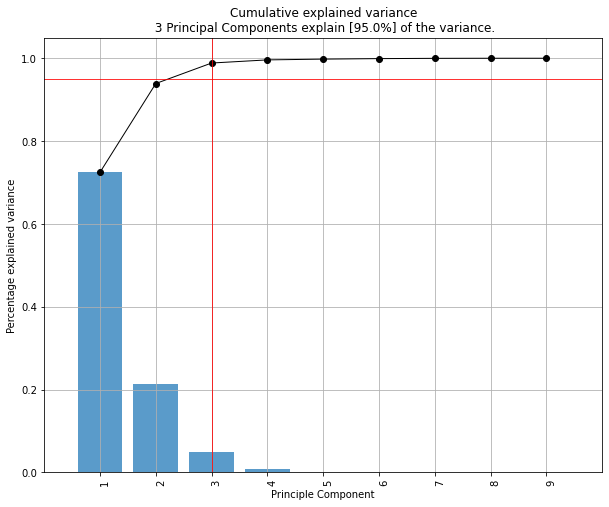 Cumulative explained variance
3 Principal Components explain [95.0%] of the variance.
Percentage explained variance
1.0
0.8
0.6
0.4
0.2
0.0
1 2 3 4 5 6 7 8 9
Principle Component